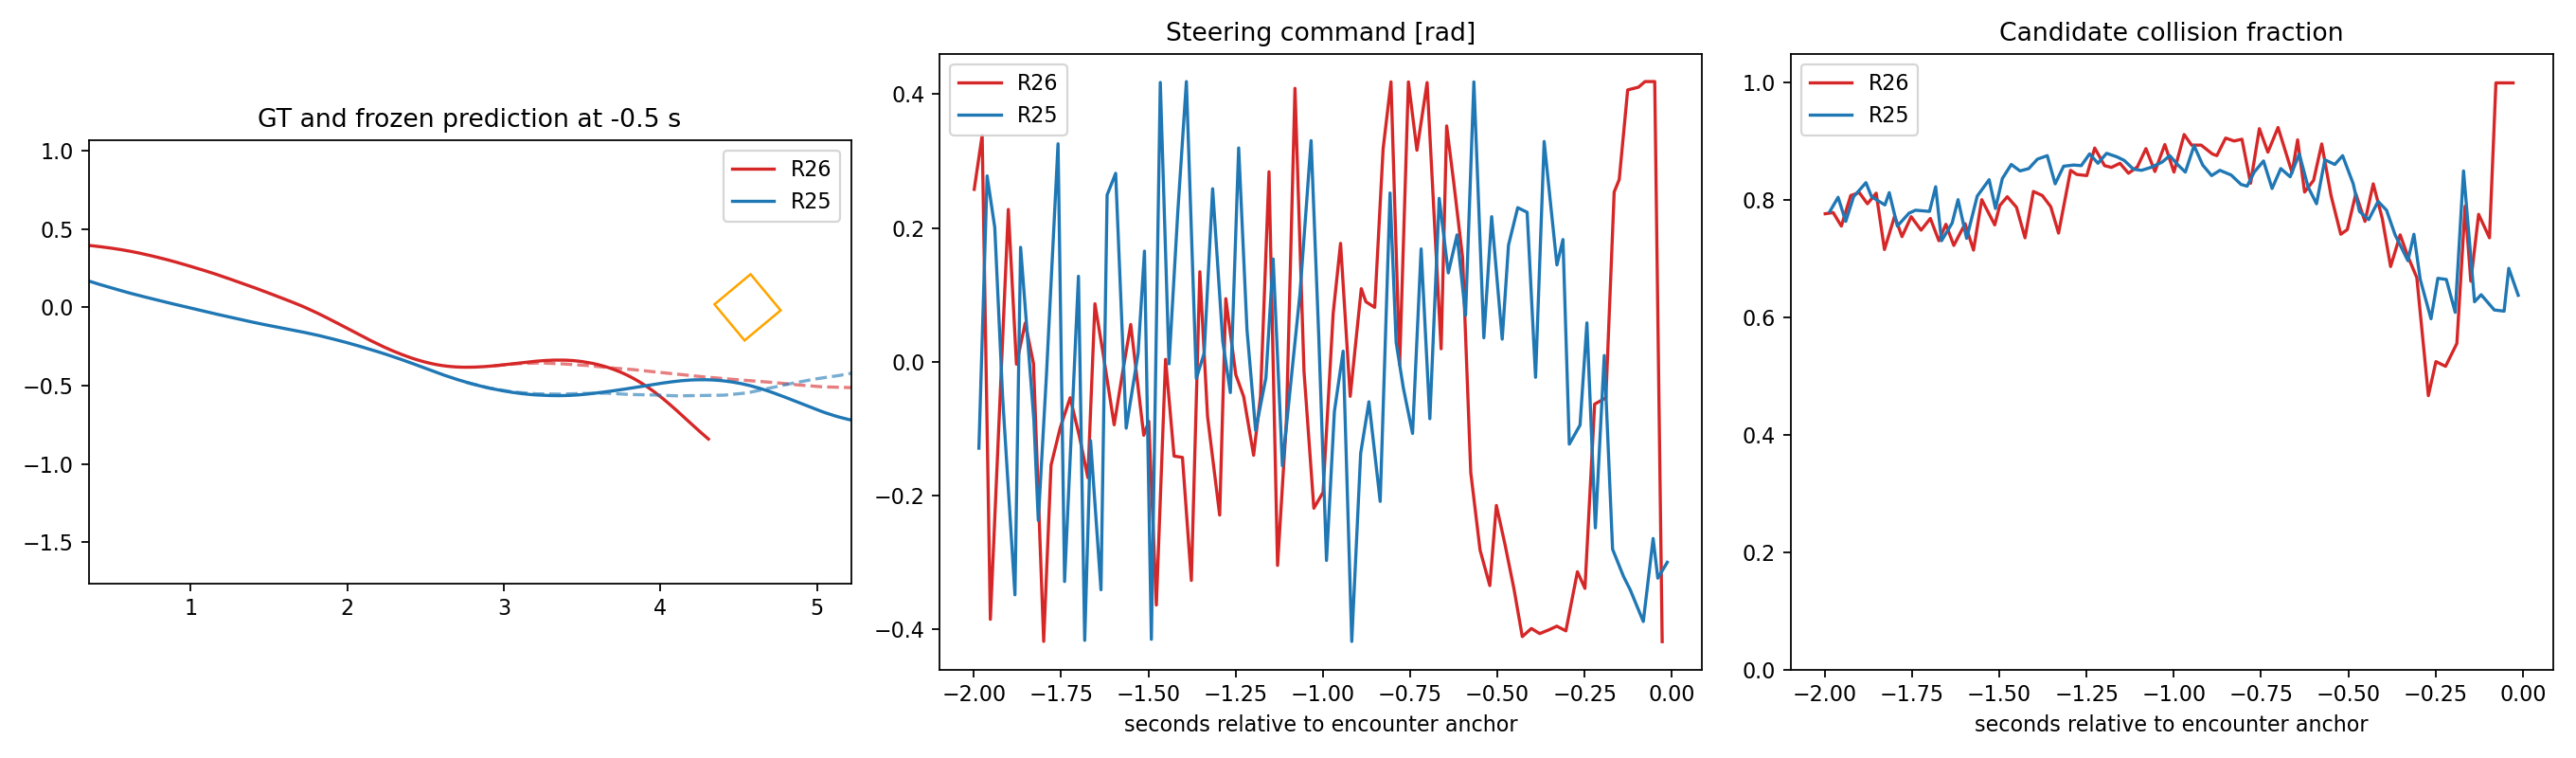 GT and frozen prediction at -0.5 s
R26
R25
1.0
0.5
0.0
−0.5
−1.0
−1.5
1 2 3 4 5
Steering command [rad]
R26
R25
0.4
0.2
0.0
−0.2
−0.4
−2.00 −1.75 −1.50 −1.25 −1.00 −0.75 −0.50 −0.25 0.00
seconds relative to encounter anchor
Candidate collision fraction
R26
R25
1.0
0.8
0.6
0.4
0.2
0.0
−2.00 −1.75 −1.50 −1.25 −1.00 −0.75 −0.50 −0.25 0.00
seconds relative to encounter anchor